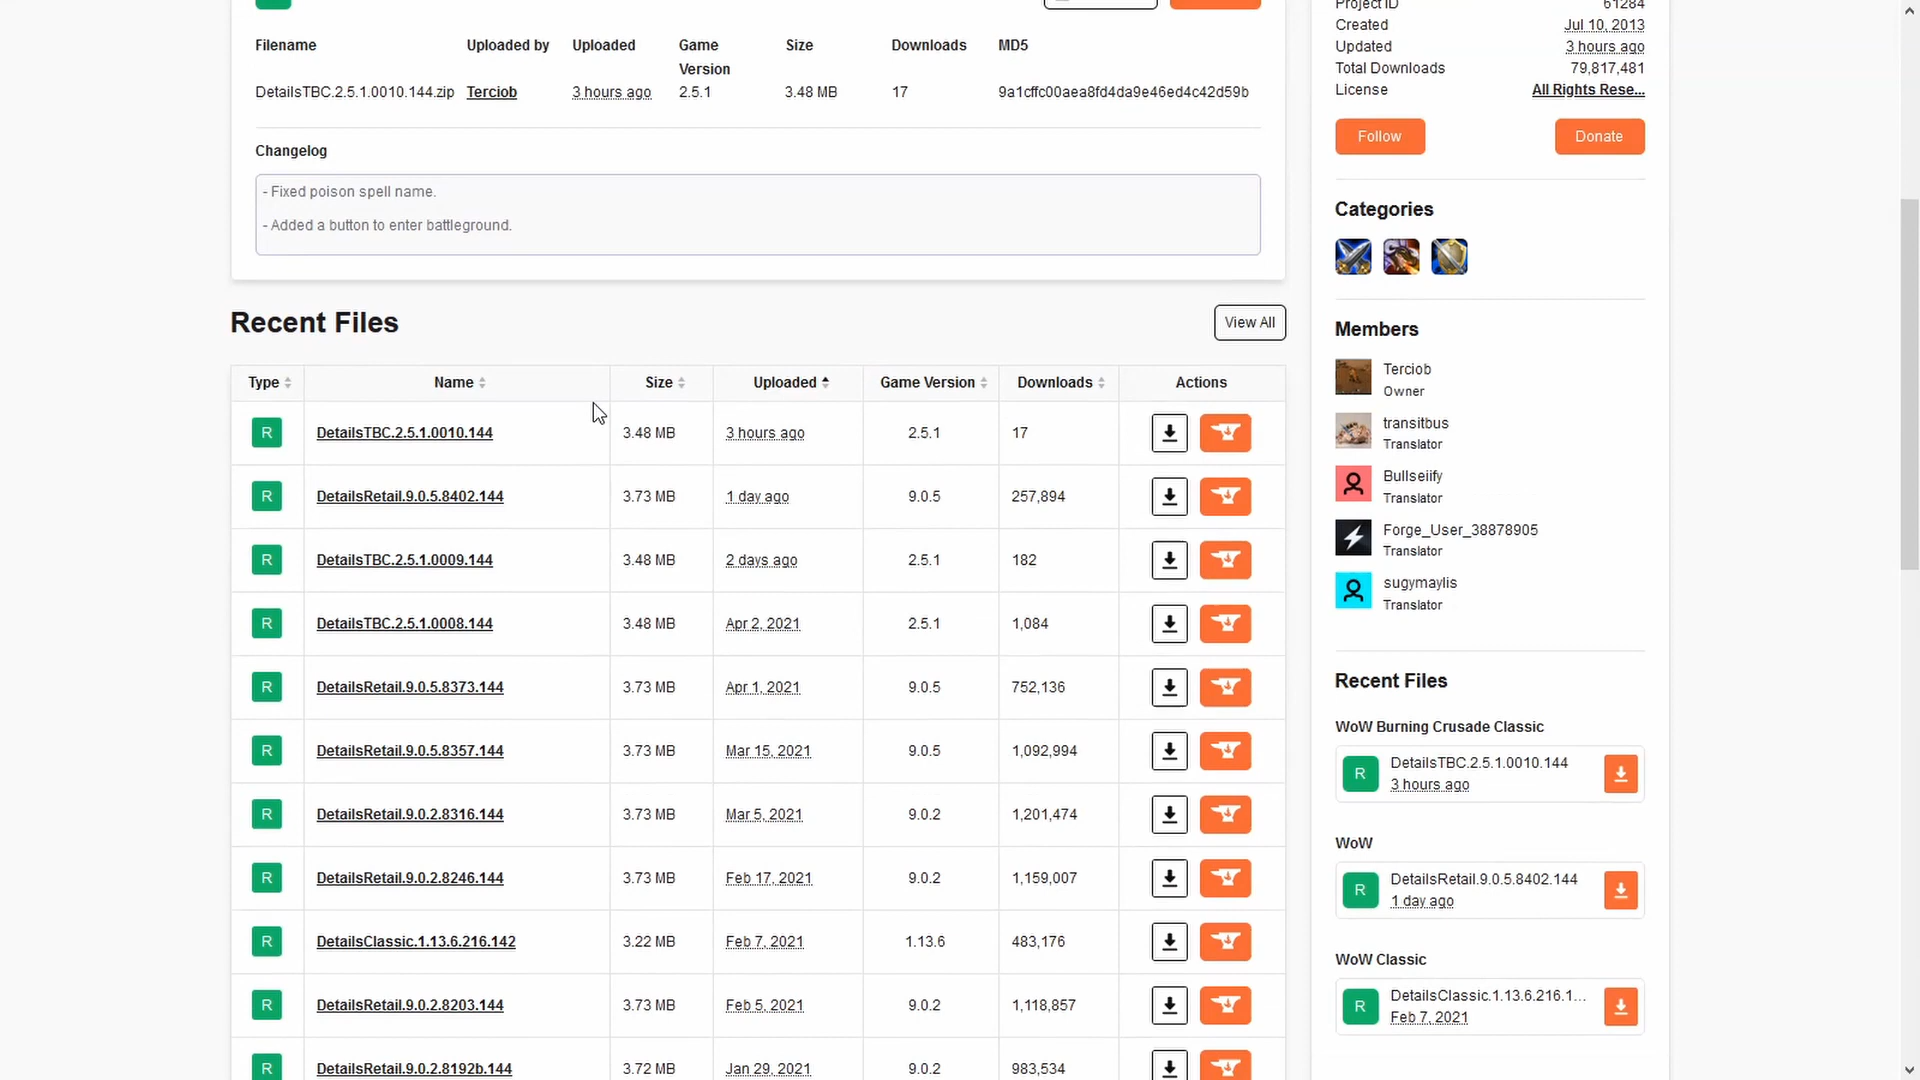 Project ID 61284
Created Jul 10, 2013
Updated 3 hours ago
Total Downloads 79,817,481
License All Rights Rese...
Follow Donate
Filename Uploaded by Uploaded Game Version Size Downloads MD5
DetailsTBC.2.5.1.0010.144.zip Terciob 3 hours ago 2.5.1 3.48 MB 17 9a1cffc00aea8fd4da9e46ed4c42d59b
Changelog
- Fixed poison spell name.
- Added a button to enter battleground.
Recent Files
View All
Type Name Size Uploaded Game Version Downloads Actions
R DetailsTBC.2.5.1.0010.144 3.48 MB 3 hours ago 2.5.1 17
R DetailsRetail.9.0.5.8402.144 3.73 MB 1 day ago 9.0.5 257,894
R DetailsTBC.2.5.1.0009.144 3.48 MB 2 days ago 2.5.1 182
R DetailsTBC.2.5.1.0008.144 3.48 MB Apr 2, 2021 2.5.1 1,084
R DetailsRetail.9.0.5.8373.144 3.73 MB Apr 1, 2021 9.0.5 752,136
R DetailsRetail.9.0.5.8357.144 3.73 MB Mar 15, 2021 9.0.5 1,092,994
R DetailsRetail.9.0.2.8316.144 3.73 MB Mar 5, 2021 9.0.2 1,201,474
R DetailsRetail.9.0.2.8246.144 3.73 MB Feb 17, 2021 9.0.2 1,159,007
R DetailsClassic.1.13.6.216.142 3.22 MB Feb 7, 2021 1.13.6 483,176
R DetailsRetail.9.0.2.8203.144 3.73 MB Feb 5, 2021 9.0.2 1,118,857
R DetailsRetail.9.0.2.8192b.144 3.72 MB Jan 29, 2021 9.0.2 983,534
Categories
Members
Terciob
Owner
transitbus
Translator
Bullseiify
Translator
Forge_User_38878905
Translator
sugymaylis
Translator
Recent Files
WoW Burning Crusade Classic
R DetailsTBC.2.5.1.0010.144
3 hours ago
WoW
R DetailsRetail.9.0.5.8402.144
1 day ago
WoW Classic
R DetailsClassic.1.13.6.216.1...
Feb 7, 2021